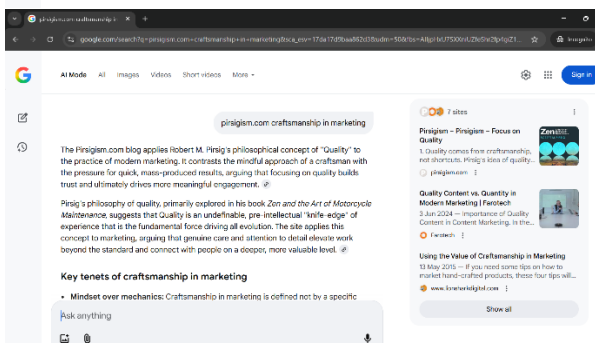 pirsigism.com craftsmanship in
google.com/search?q=pirsigism.com+craftsmanship+in+marketing
Incognito
AI Mode All Images Videos Short videos More
Sign in
pirsigism.com craftsmanship in marketing
The Pirsigism.com blog applies Robert M. Pirsig's philosophical concept of "Quality" to
the practice of modern marketing. It contrasts the mindful approach of a craftsman with
the pressure for quick, mass-produced results, arguing that focusing on quality builds
trust and ultimately drives more meaningful engagement.
Pirsig's philosophy of quality, primarily explored in his book Zen and the Art of Motorcycle
Maintenance, suggests that Quality is an undefinable, pre-intellectual "knife-edge" of
experience that is the fundamental force driving all evolution. The site applies this
concept to marketing, arguing that genuine care and attention to detail elevate work
beyond the standard and connect with people on a deeper, more valuable level.
Key tenets of craftsmanship in marketing
• Mindset over mechanics: Craftsmanship in marketing is defined not by a specific
Ask anything
7 sites
Pirsigism – Pirsigism – Focus on
Quality
1. Quality comes from craftsmanship,
not shortcuts. Pirsig's idea of quality...
pirsigism.com
Quality Content vs. Quantity in
Modern Marketing | Farotech
3 Jan 2024 — Importance of Quality
Content in Content Marketing. In the...
Farotech
Using the Value of Craftsmanship in Marketing
13 May 2015 — If you need some tips on how to
market hand-crafted products, these four tips will...
www.lionsharkdigital.com
Show all